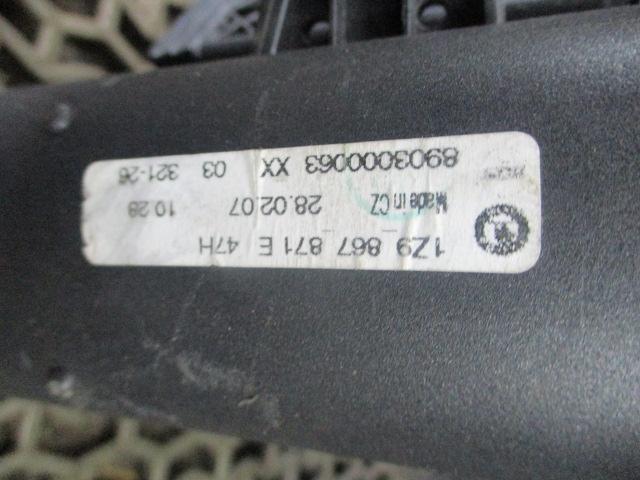 1Z9 867 871 E 47H
Made in CZ 28.02.07 10:28
8903000063 XX 03 321-26